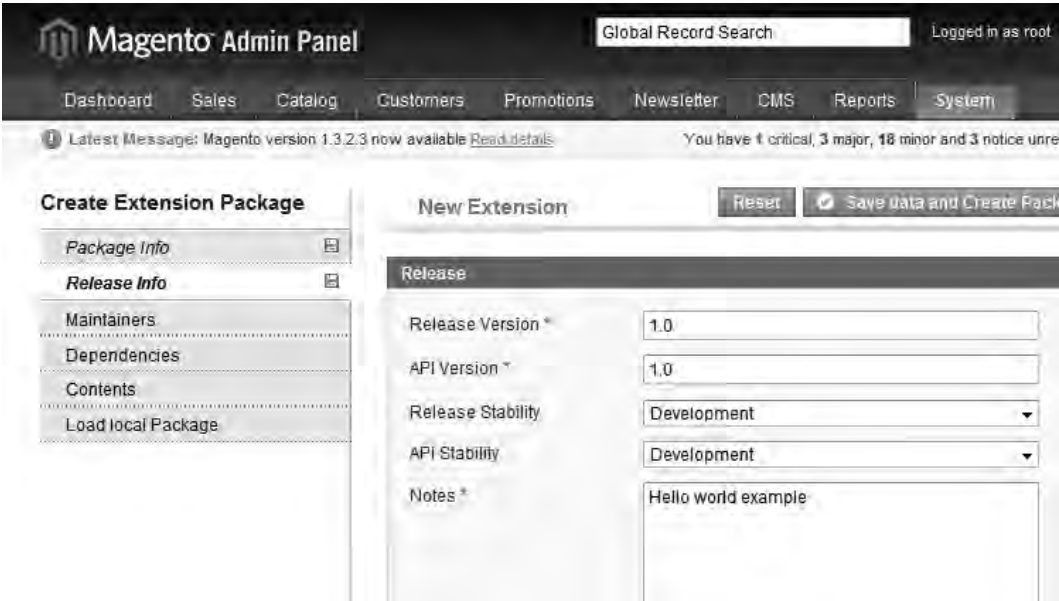 Magento Admin Panel
Global Record Search
Logged in as root
Dashboard Sales Catalog Customers Promotions Newsletter CMS Reports System
Latest Message: Magento version 1.3.2.3 now available Read details
You have 1 critical, 3 major, 18 minor and 3 notice unre
Create Extension Package
Package Info
Release Info
Maintainers
Dependencies
Contents
Load local Package
New Extension
Reset
Save data and Create Pack
Release
Release Version *
1.0
API Version *
1.0
Release Stability
Development
API Stability
Development
Notes *
Hello world example